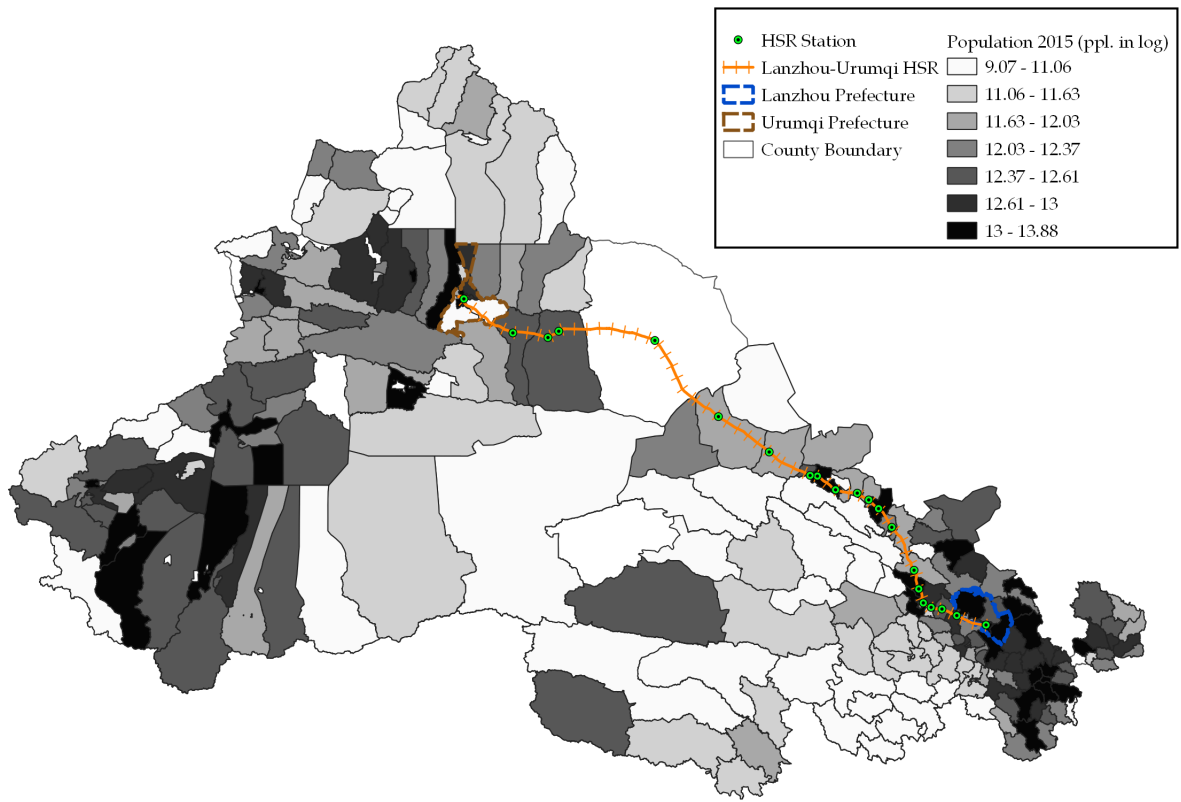 HSR Station
Lanzhou-Urumqi HSR
Lanzhou Prefecture
Urumqi Prefecture
County Boundary
Population 2015 (ppl. in log)
9.07 - 11.06
11.06 - 11.63
11.63 - 12.03
12.03 - 12.37
12.37 - 12.61
12.61 - 13
13 - 13.88